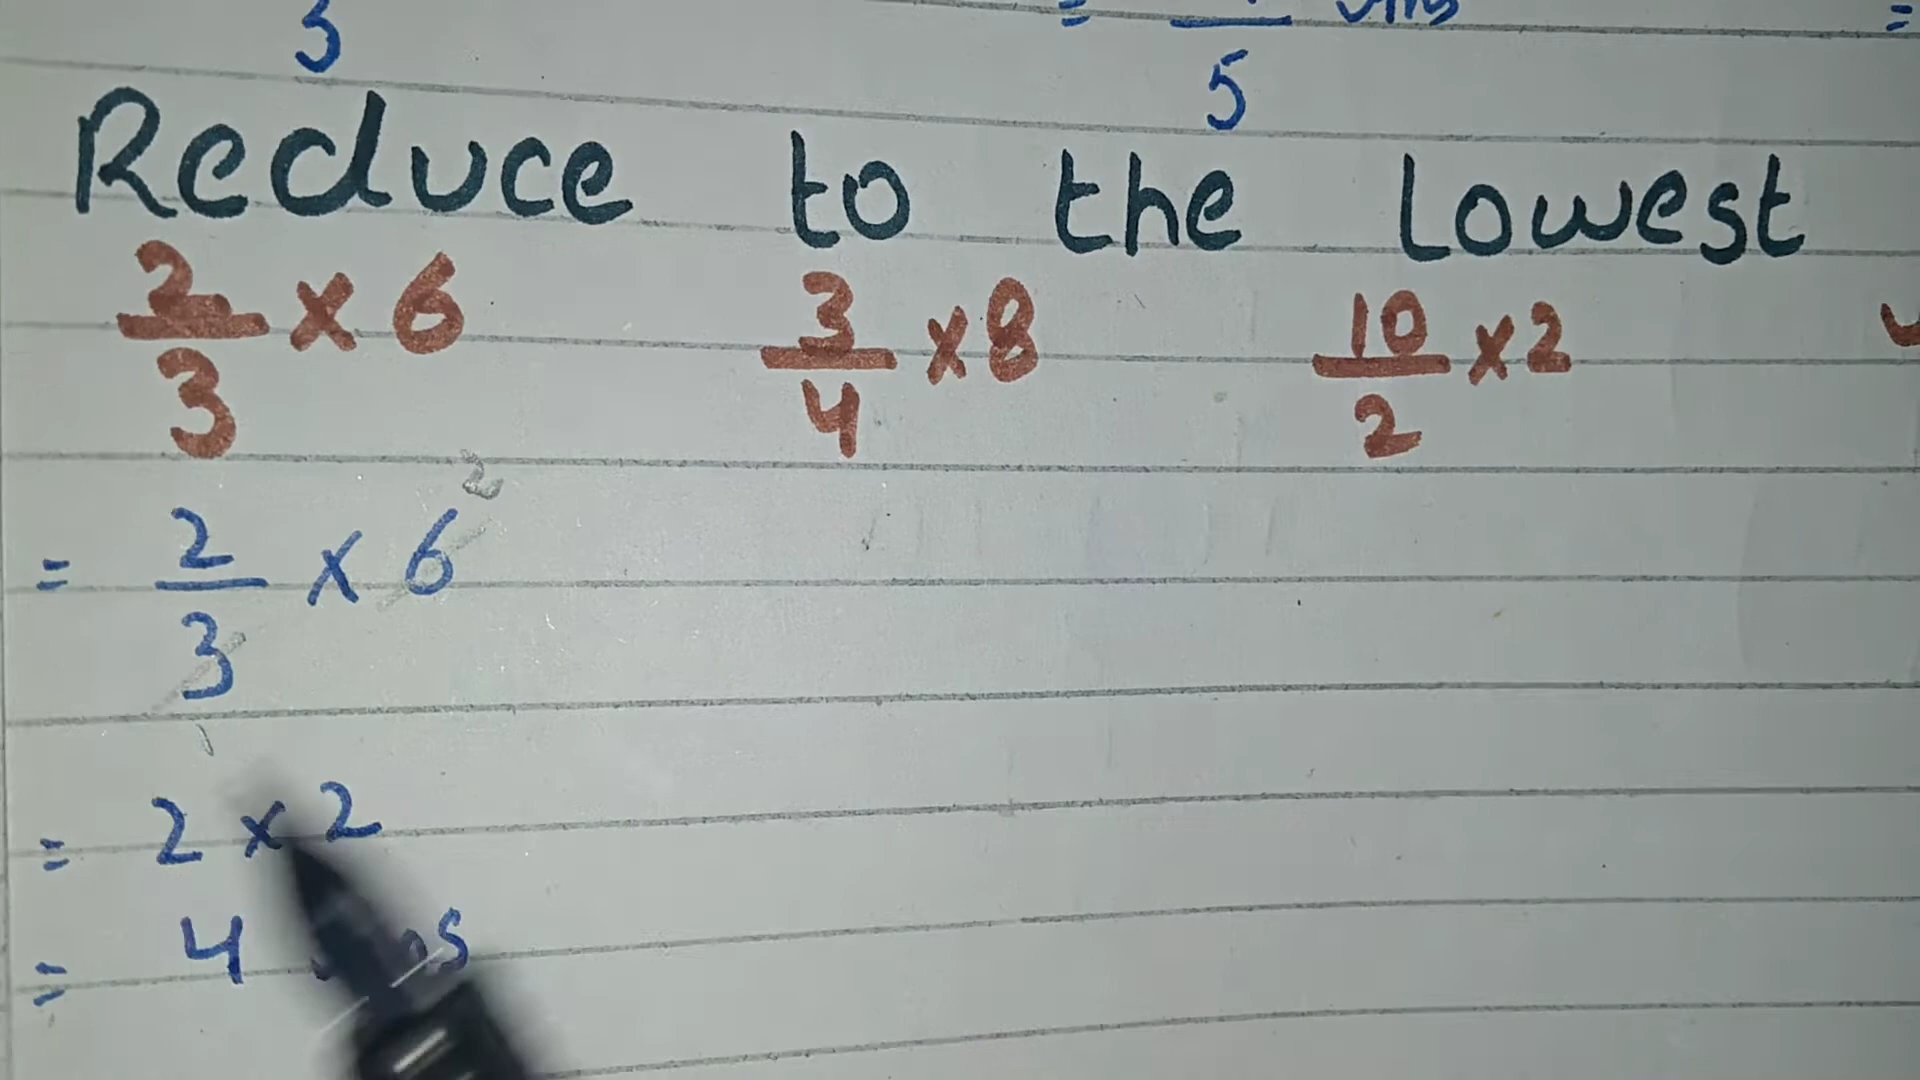 3 = 5 =
Reduce to the lowest
2/3 × 6 3/4 × 8 10/2 × 2
2
= 2/3 × 6
1
= 2 × 2
= 4